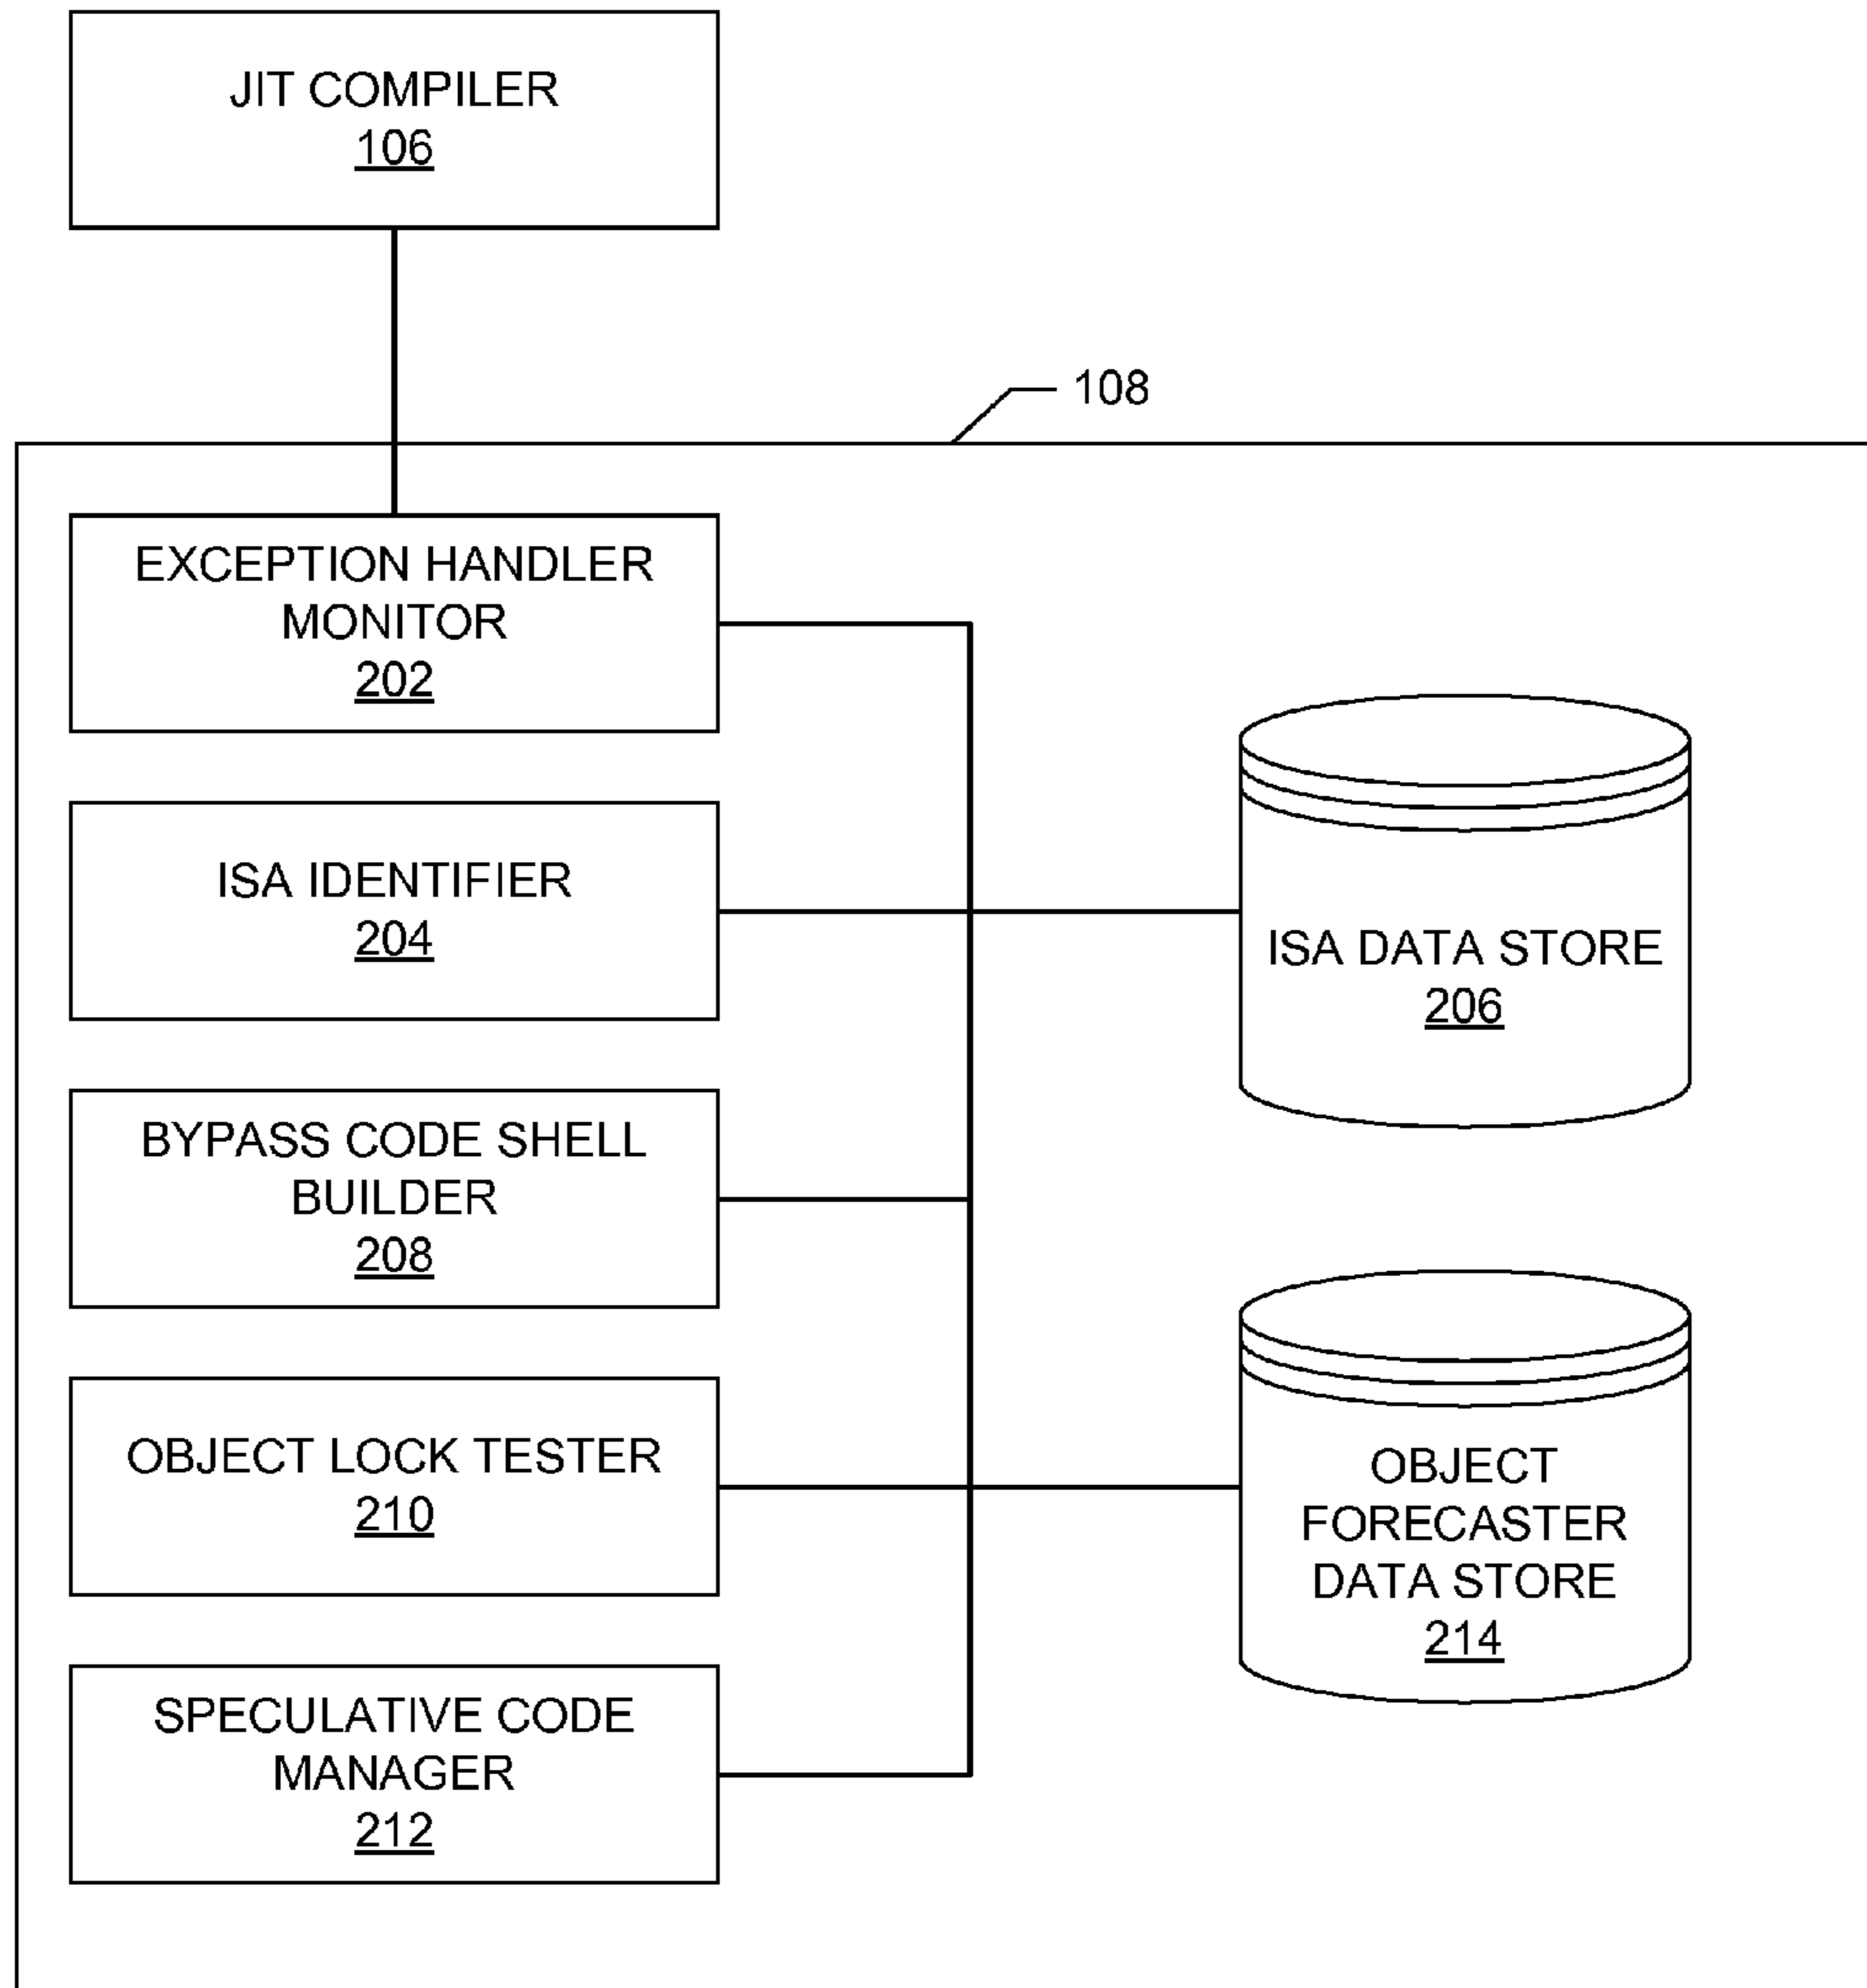 JIT COMPILER
106
108
EXCEPTION HANDLER
MONITOR
202
ISA IDENTIFIER
204
ISA DATA STORE
206
BYPASS CODE SHELL
BUILDER
208
OBJECT LOCK TESTER
210
OBJECT
FORECASTER
DATA STORE
214
SPECULATIVE CODE
MANAGER
212